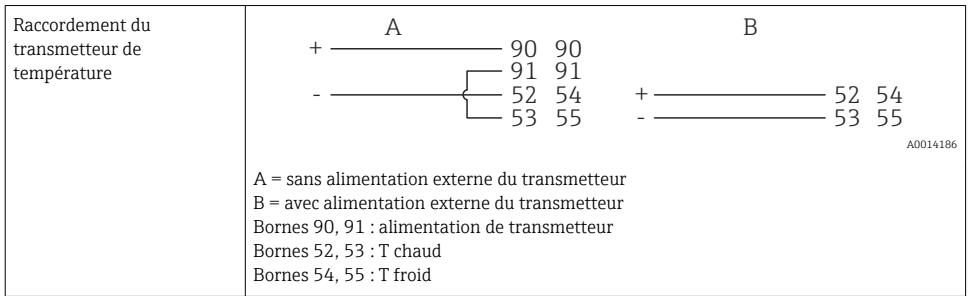 Raccordement du
transmetteur de
température
A
B
+ 90 90
91 91
- 52 54
53 55
+ 52 54
- 53 55
A0014186
A = sans alimentation externe du transmetteur
B = avec alimentation externe du transmetteur
Bornes 90, 91 : alimentation de transmetteur
Bornes 52, 53 : T chaud
Bornes 54, 55 : T froid